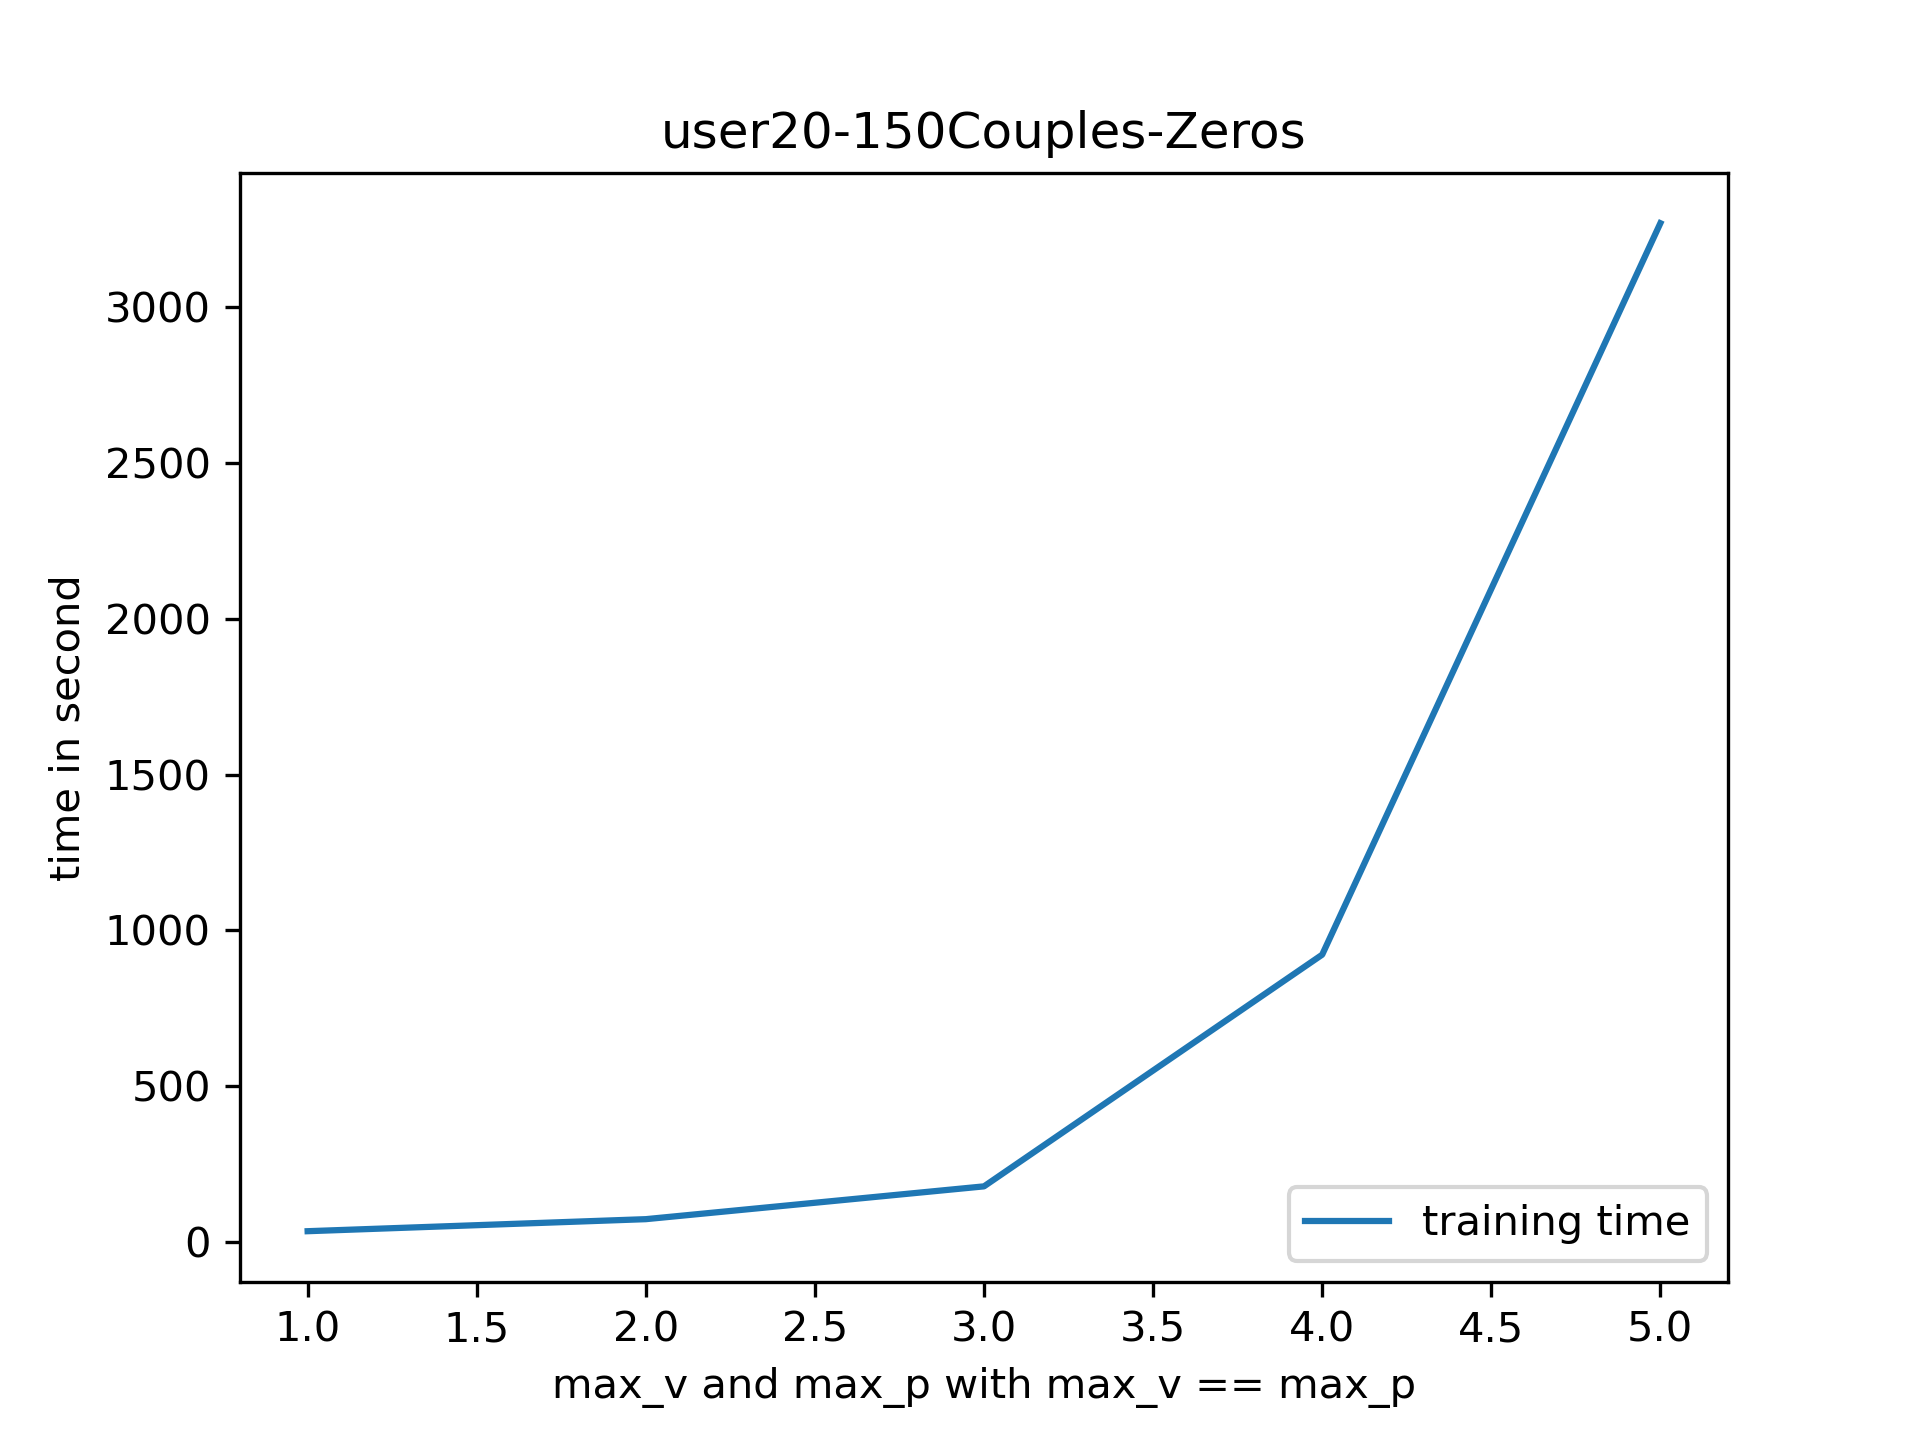 user20-150Couples-Zeros
3000
2500
2000
1500
1000
500
0
time in second
training time
1.0 1.5 2.0 2.5 3.0 3.5 4.0 4.5 5.0
max_v and max_p with max_v == max_p